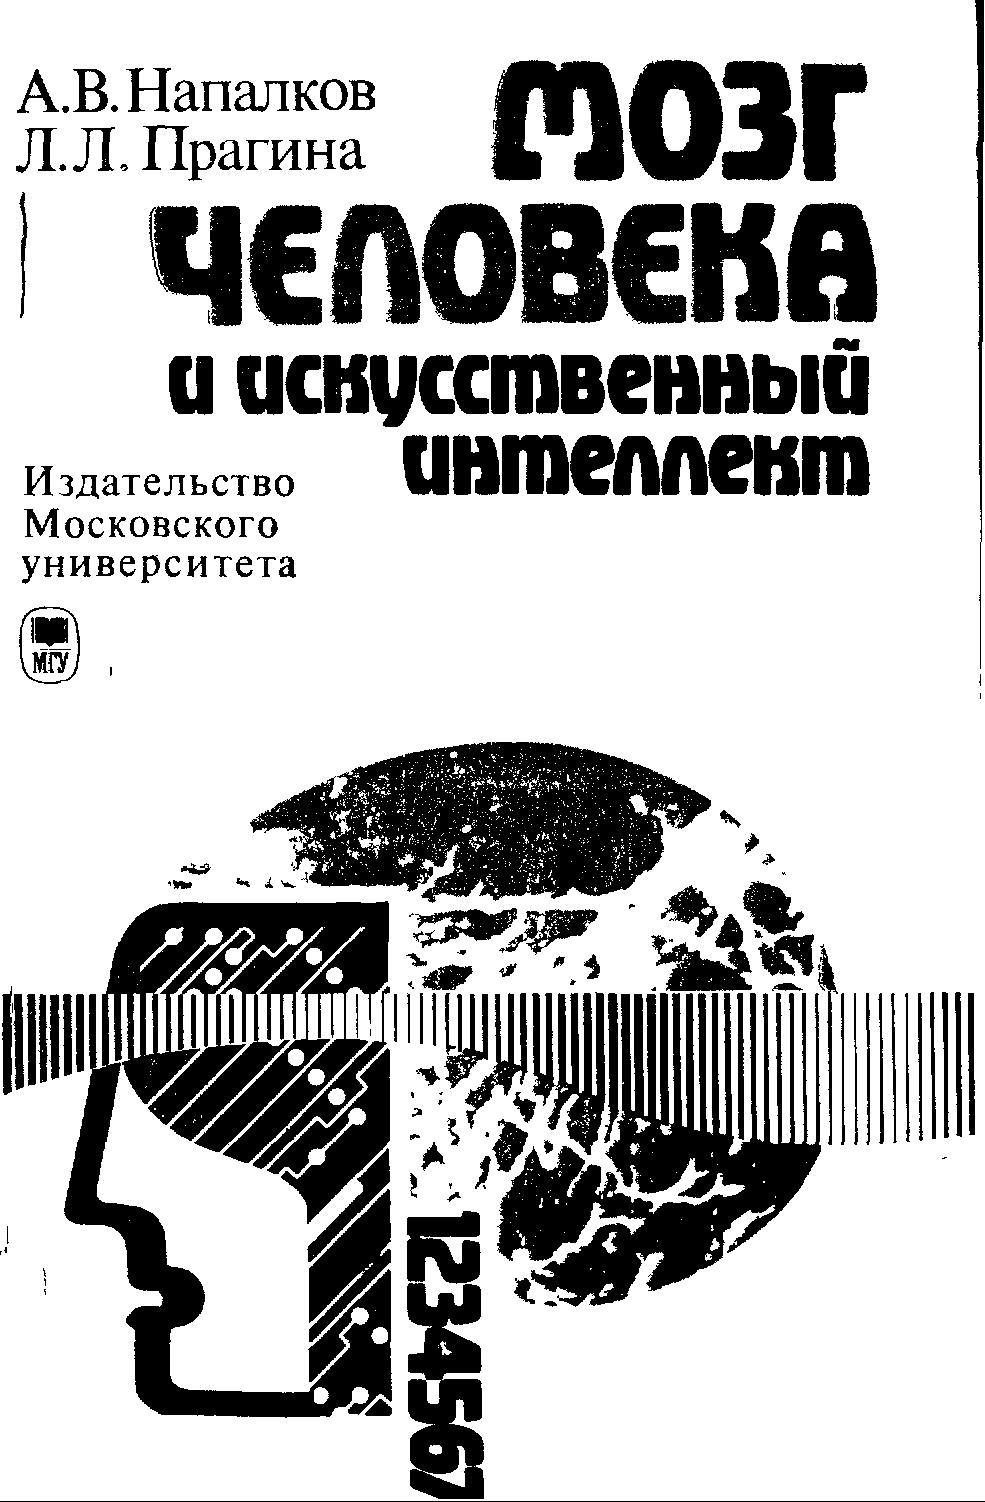 А.В.Напалков
Л.Л.Прагина
мозг
человека
и искусственный
интеллект
Издательство
Московского
университета
МГУ
1234567